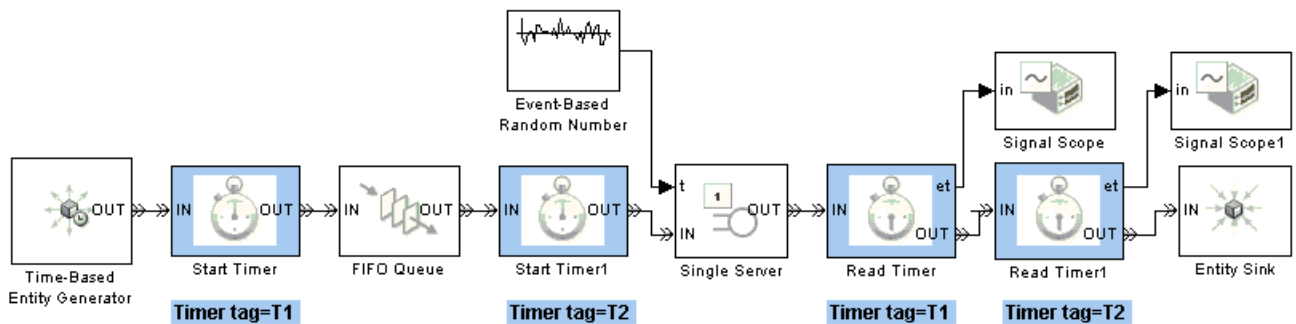 Event-Based
Random Number
in
Signal Scope
in
Signal Scope1
OUT
Time-Based
Entity Generator
IN
OUT
Start Timer
Timer tag=T1
IN
OUT
FIFO Queue
IN
OUT
Start Timer1
Timer tag=T2
t
1
IN
OUT
Single Server
IN
et
OUT
Read Timer
Timer tag=T1
IN
et
OUT
Read Timer1
Timer tag=T2
IN
Entity Sink